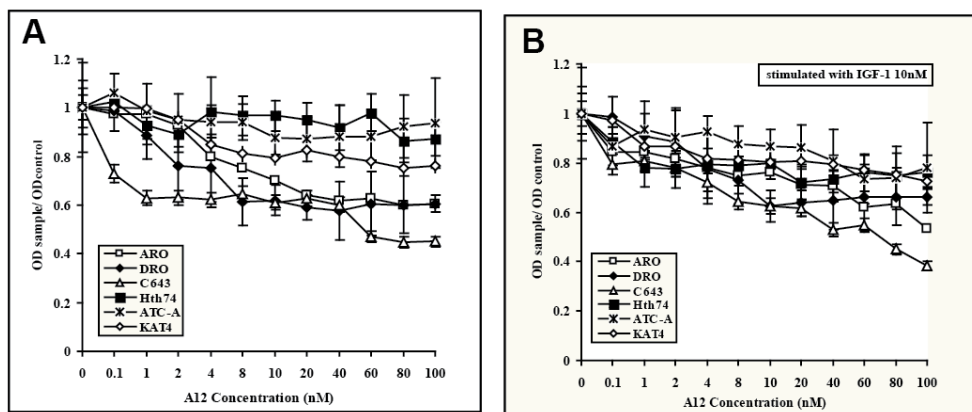 A
1.2
1
0.8
0.6
0.4
0.2
0
OD sample/ ODcontrol
ARO
DRO
C643
Hth74
ATC-A
KAT4
0 0.1 1 2 4 8 10 20 40 60 80 100
A12 Concentration (nM)
B
stimulated with IGF-1 10nM
1.2
1
0.8
0.6
0.4
0.2
0
OD sample/ OD control
ARO
DRO
C643
Hth74
ATC-A
KAT4
0 0.1 1 2 4 8 10 20 40 60 80 100
A12 Concentration (nM)